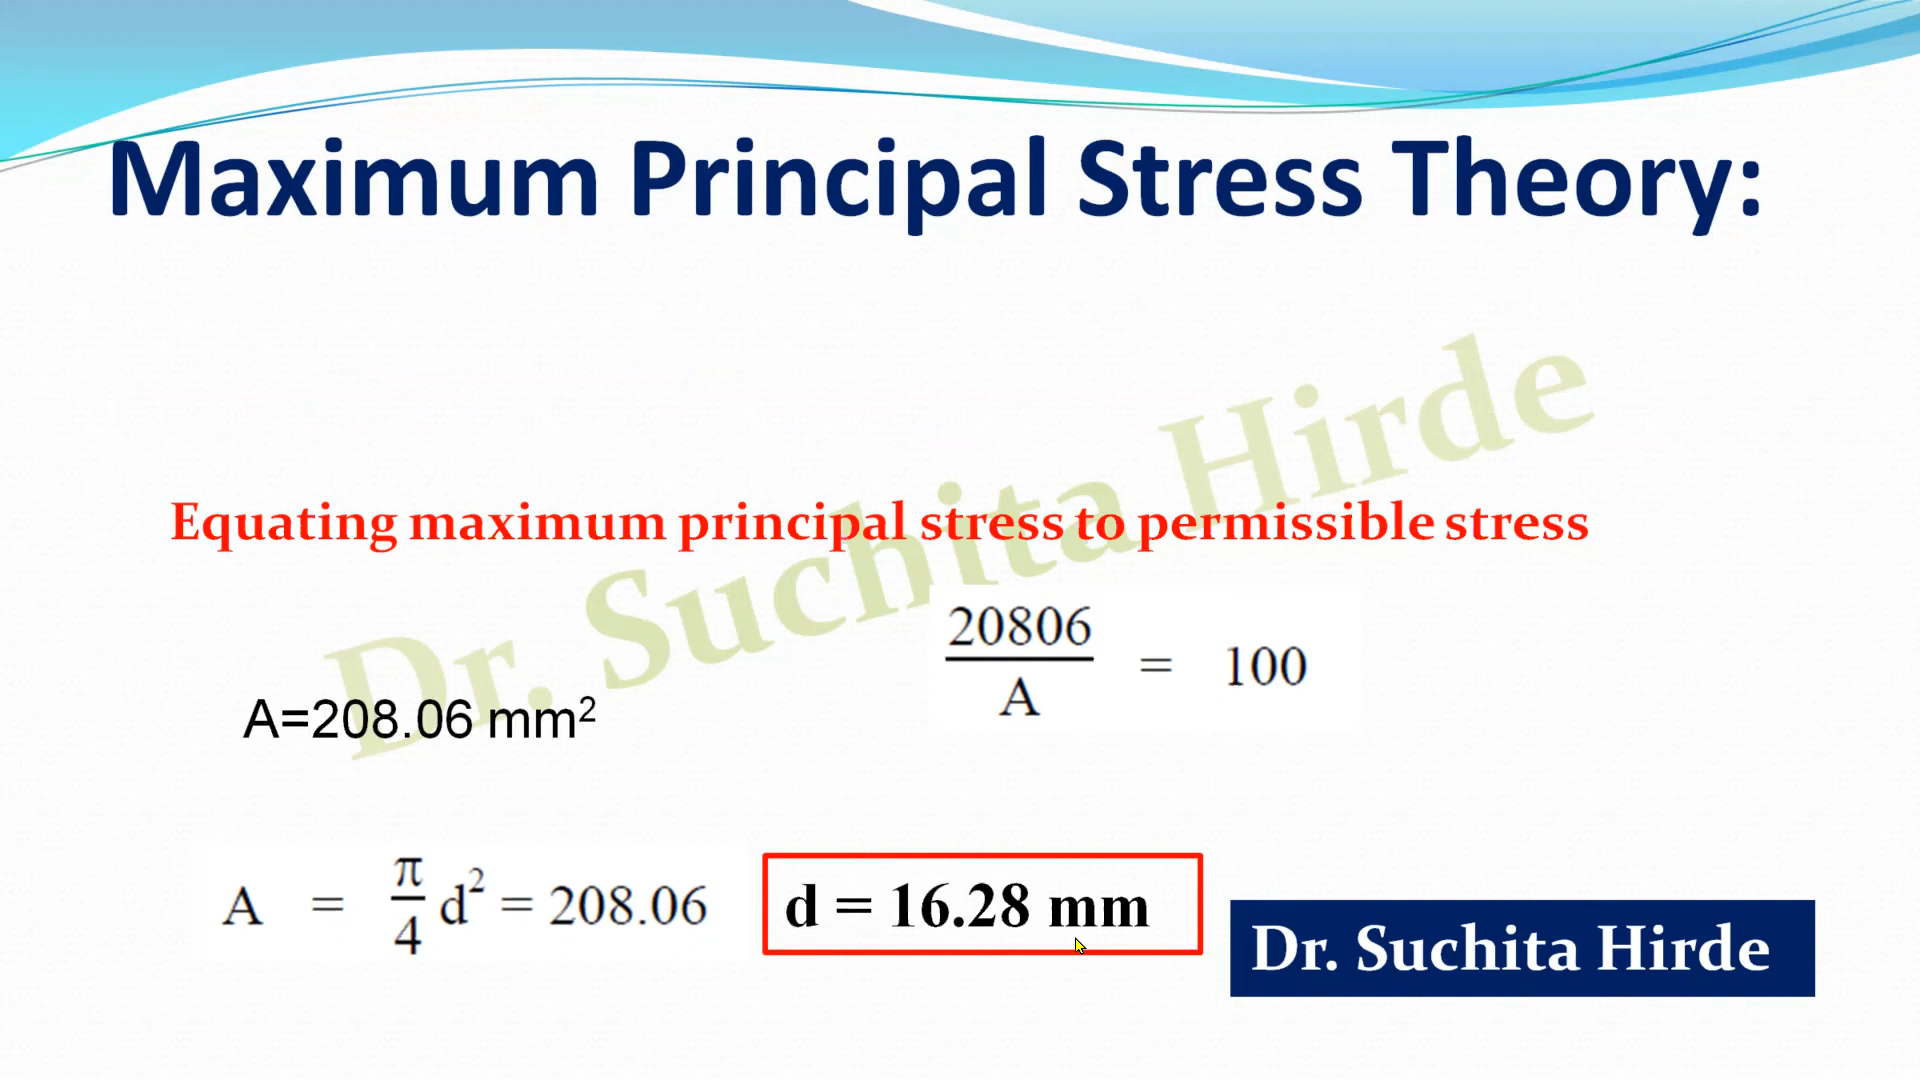 Maximum Principal Stress Theory:
Equating maximum principal stress to permissible stress
20806
A
= 100
A=208.06 mm²
A = π/4 d² = 208.06
d = 16.28 mm
Dr. Suchita Hirde
Dr. Suchita Hirde